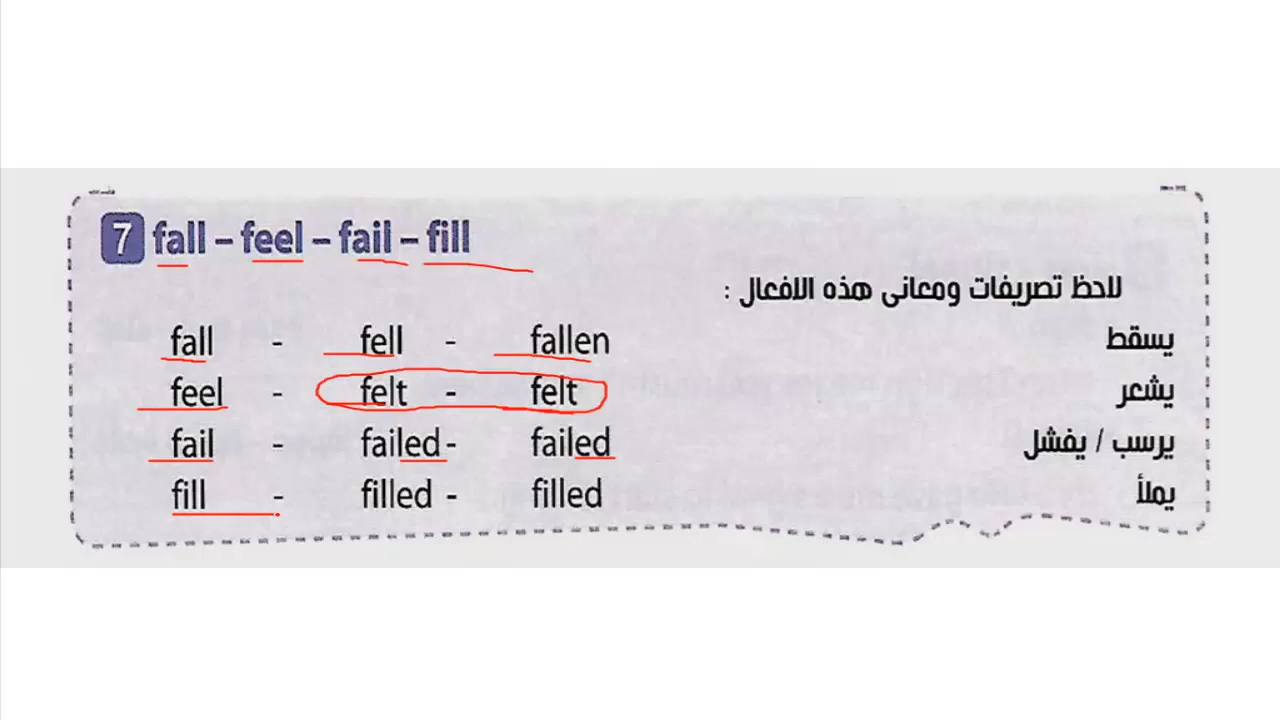 7 fall – feel – fail – fill
لاحظ تصريفات ومعانى هذه الافعال :
fall - fell - fallen يسقط
feel - felt - felt يشعر
fail - failed - failed يرسب / يفشل
fill - filled - filled يملأ